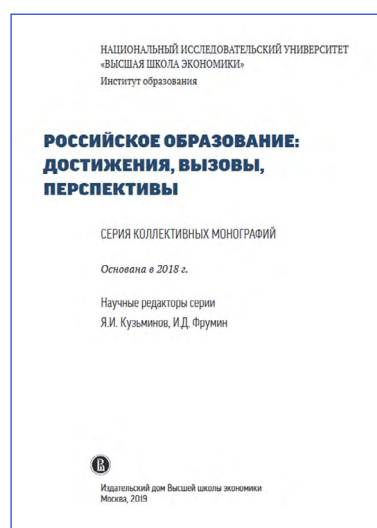 НАЦИОНАЛЬНЫЙ ИССЛЕДОВАТЕЛЬСКИЙ УНИВЕРСИТЕТ
«ВЫСШАЯ ШКОЛА ЭКОНОМИКИ»
Институт образования
РОССИЙСКОЕ ОБРАЗОВАНИЕ:
ДОСТИЖЕНИЯ, ВЫЗОВЫ,
ПЕРСПЕКТИВЫ
СЕРИЯ КОЛЛЕКТИВНЫХ МОНОГРАФИЙ
Основана в 2018 г.
Научные редакторы серии
Я.И. Кузьминов, И.Д. Фрумин
Издательский дом Высшей школы экономики
Москва, 2019